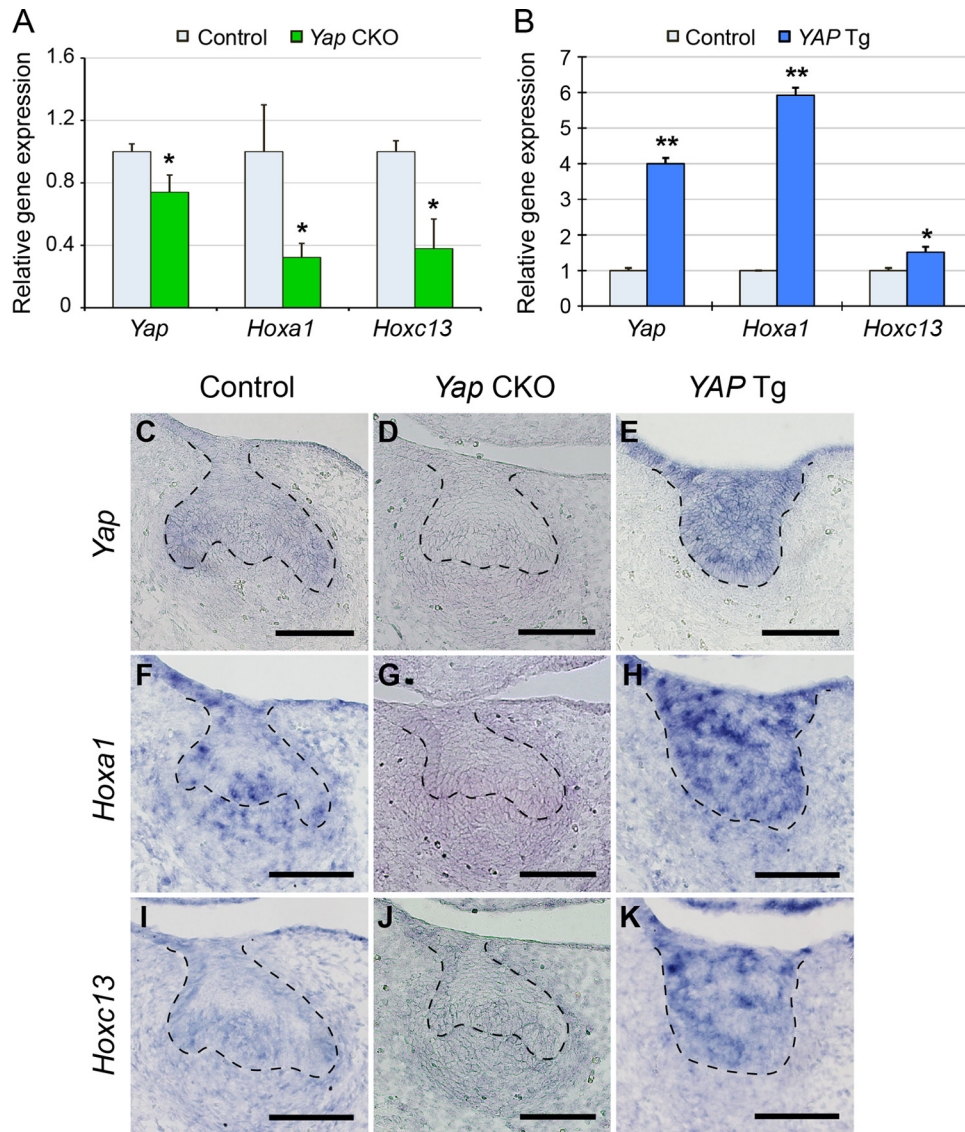 A
Control Yap CKO
Relative gene expression
1.6
1.2
0.8
0.4
0
*
*
*
Yap Hoxa1 Hoxc13
B
Control YAP Tg
Relative gene expression
7
6
5
4
3
2
1
0
**
**
*
Yap Hoxa1 Hoxc13
Control Yap CKO YAP Tg
Yap
C D E
Hoxa1
F G H
Hoxc13
I J K